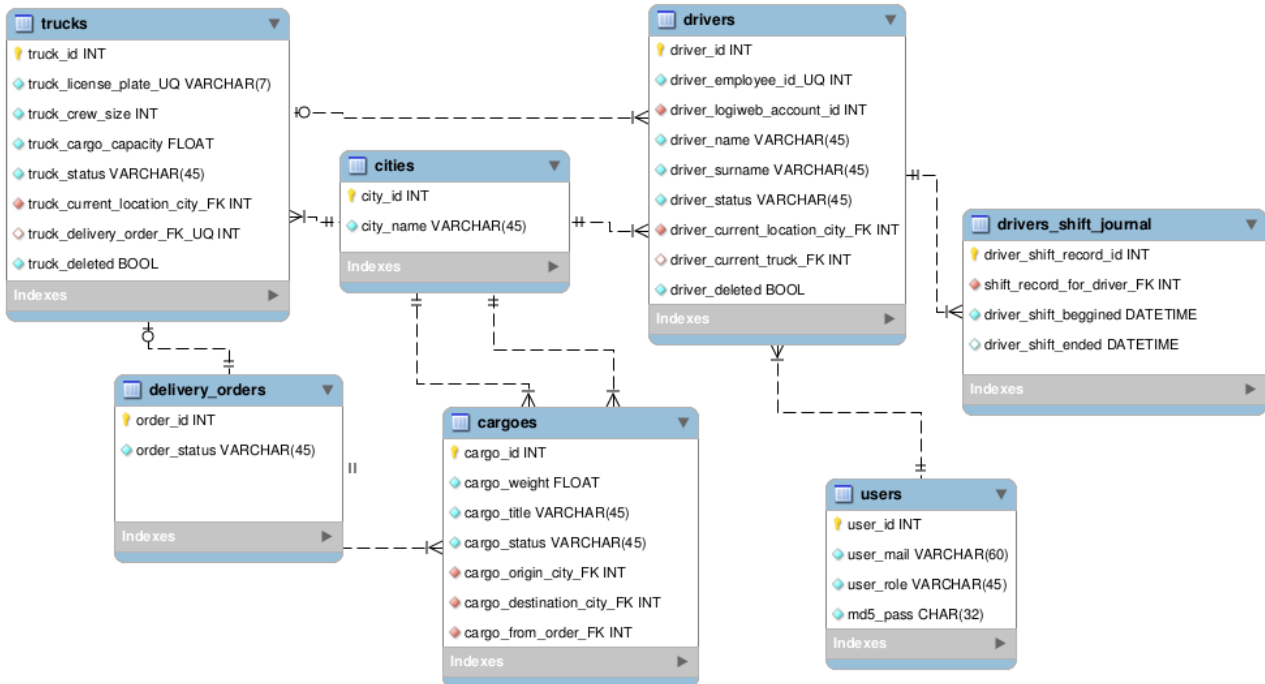 trucks
truck_id INT
truck_license_plate_UQ VARCHAR(7)
truck_crew_size INT
truck_cargo_capacity FLOAT
truck_status VARCHAR(45)
truck_current_location_city_FK INT
truck_delivery_order_FK_UQ INT
truck_deleted BOOL
Indexes
cities
city_id INT
city_name VARCHAR(45)
Indexes
drivers
driver_id INT
driver_employee_id_UQ INT
driver_logiweb_account_id INT
driver_name VARCHAR(45)
driver_surname VARCHAR(45)
driver_status VARCHAR(45)
driver_current_location_city_FK INT
driver_current_truck_FK INT
driver_deleted BOOL
Indexes
drivers_shift_journal
driver_shift_record_id INT
shift_record_for_driver_FK INT
driver_shift_beggined DATETIME
driver_shift_ended DATETIME
Indexes
delivery_orders
order_id INT
order_status VARCHAR(45)
Indexes
cargoes
cargo_id INT
cargo_weight FLOAT
cargo_title VARCHAR(45)
cargo_status VARCHAR(45)
cargo_origin_city_FK INT
cargo_destination_city_FK INT
cargo_from_order_FK INT
Indexes
users
user_id INT
user_mail VARCHAR(60)
user_role VARCHAR(45)
md5_pass CHAR(32)
Indexes